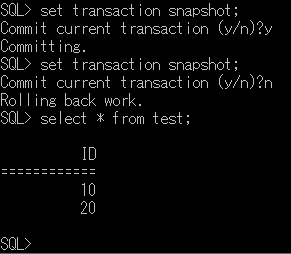 SQL> set transaction snapshot;
Commit current transaction (y/n)?y
Committing.
SQL> set transaction snapshot;
Commit current transaction (y/n)?n
Rolling back work.
SQL> select * from test;
ID
============
10
20
SQL>